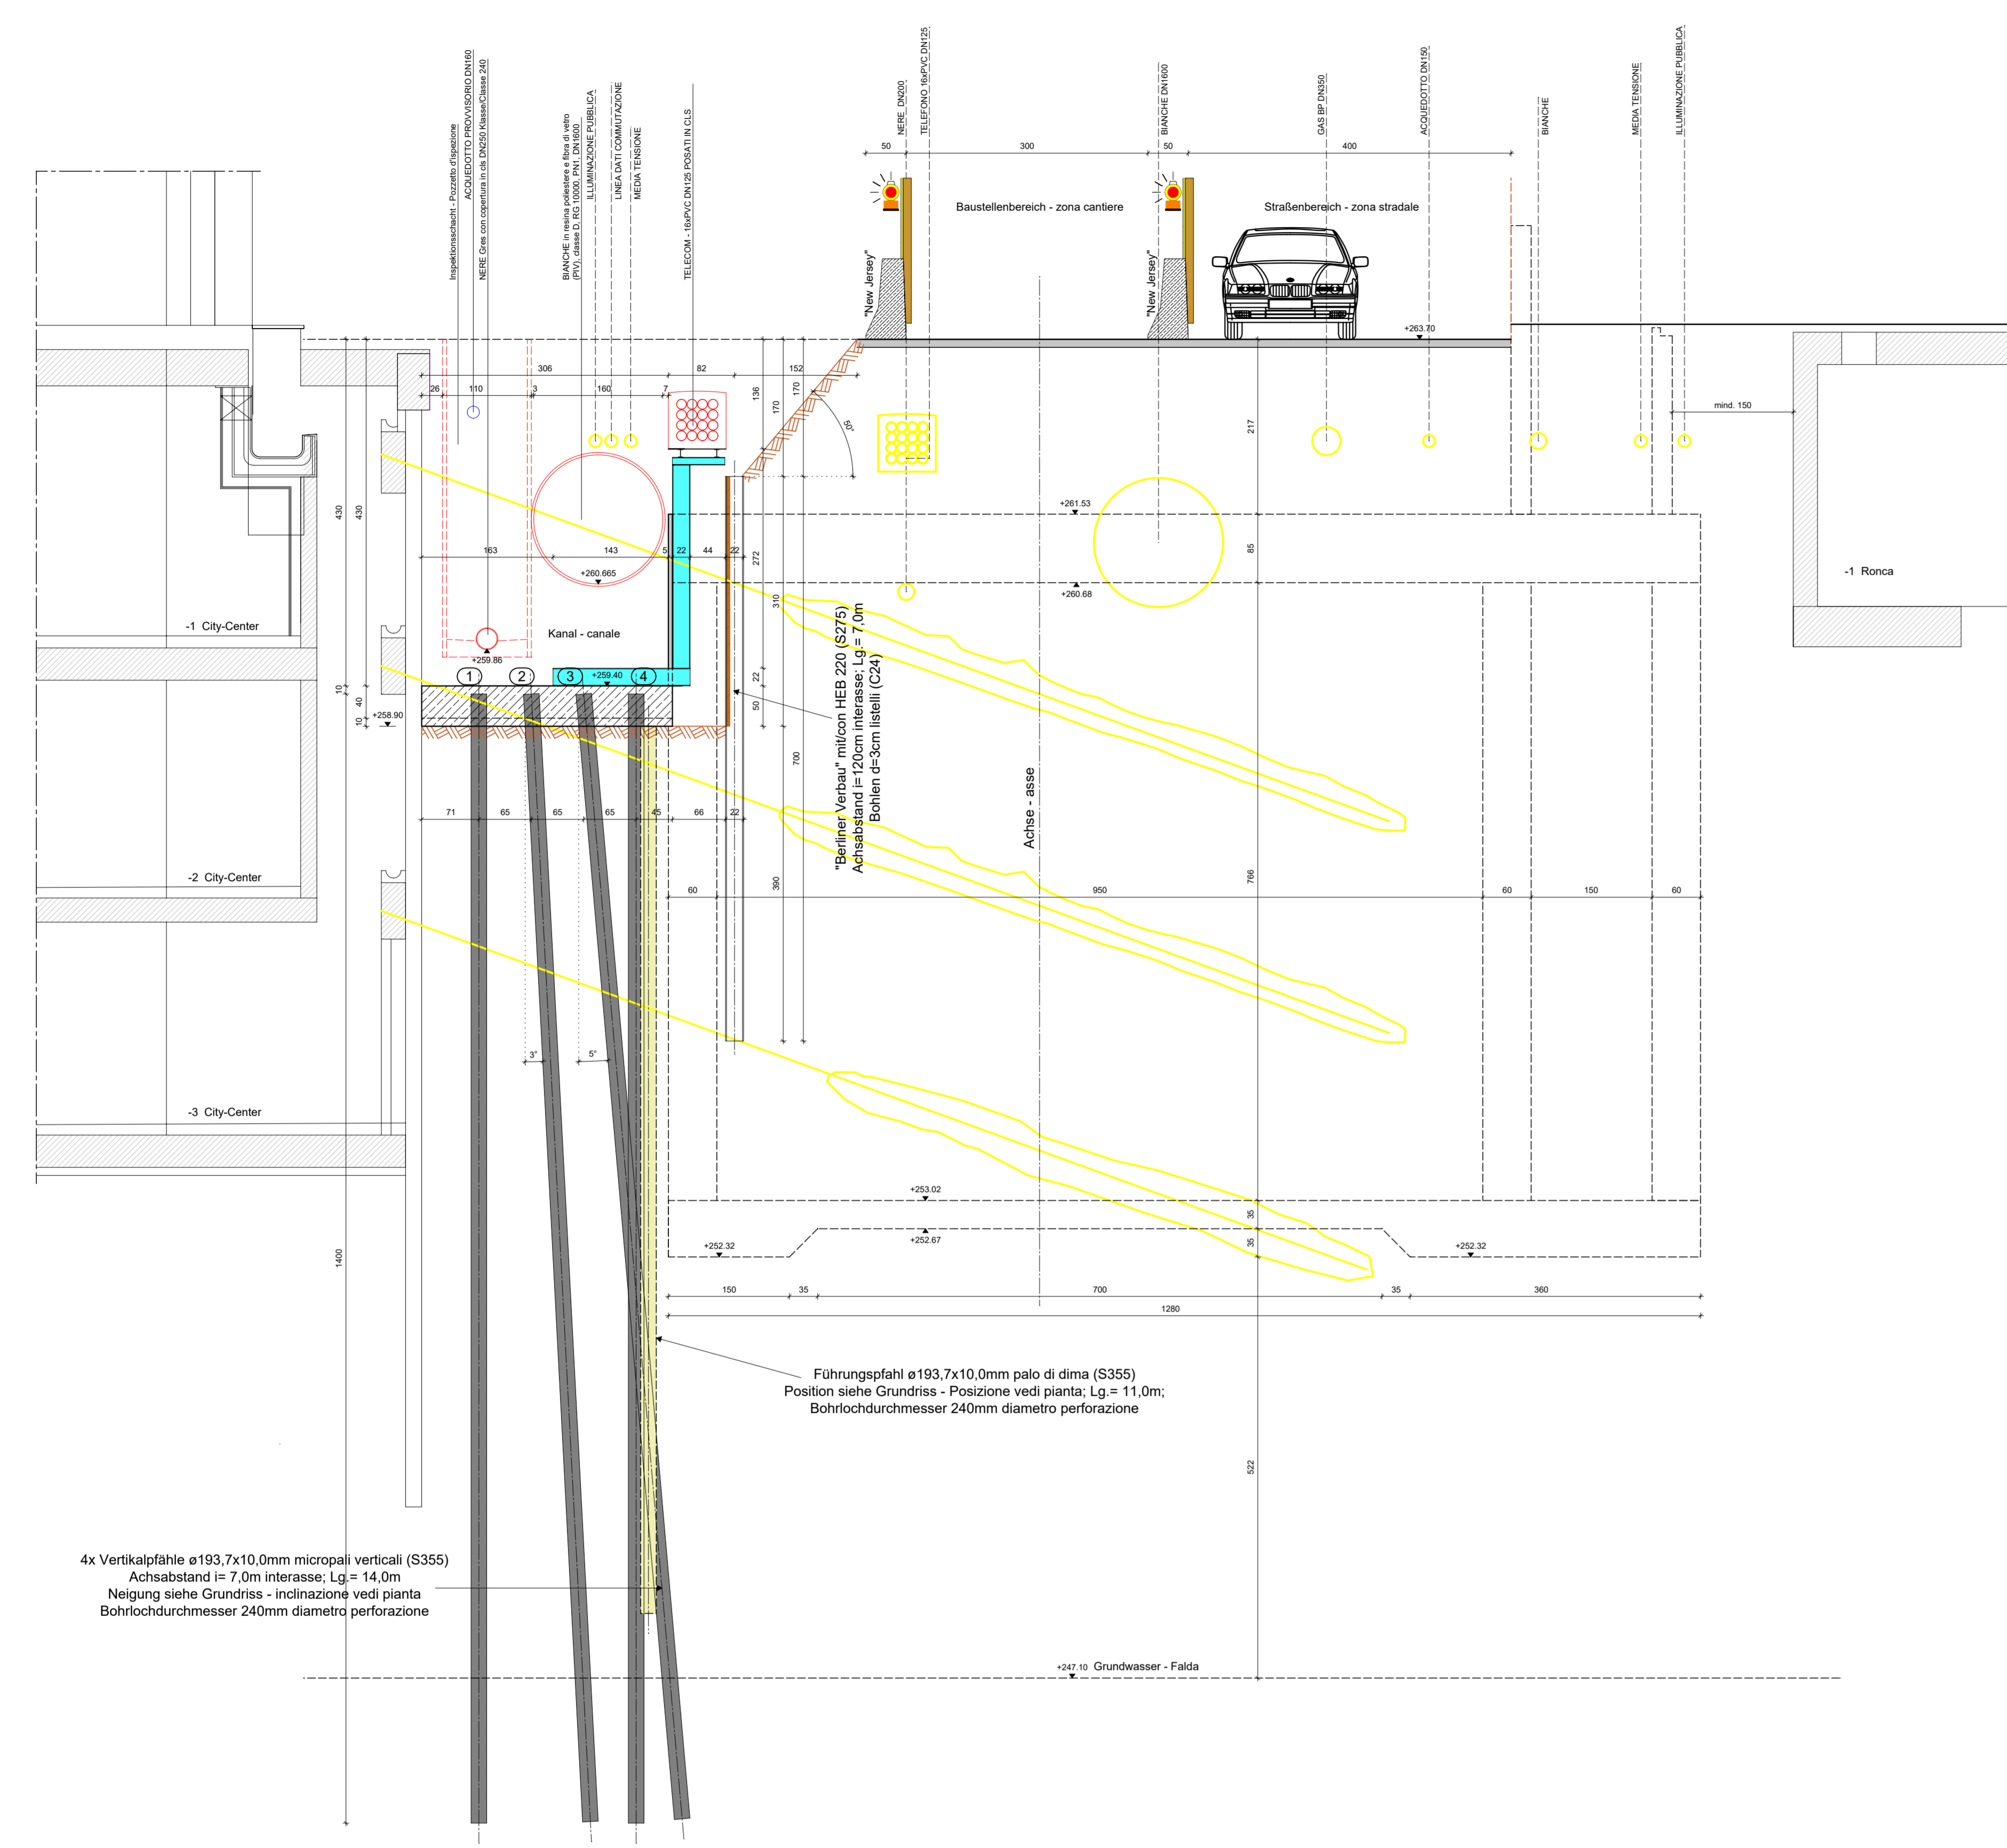 Inspektionsschacht - Pozzetto d'ispezione
ACQUEDOTTO PROVVISORIO DN160
NERE Gres con copertura in cls DN250 Klasse/Classe 240
BIANCHE in resina poliestere e fibra di vetro
(PIV), classe D, RG 10000, PN1, DN1600
ILLUMINAZIONE PUBBLICA
LINEA DATI COMMUTAZIONE
MEDIA TENSIONE
TELECOM - 16xPVC DN125 POSATI IN CLS
NERE DN200
TELEFONO 16xPVC DN125
BIANCHE DN1600
GAS BP DN350
ACQUEDOTTO DN150
BIANCHE
MEDIA TENSIONE
ILLUMINAZIONE PUBBLICA
50 300 50 400
Baustellenbereich - zona cantiere
Straßenbereich - zona stradale
"New Jersey"
"New Jersey"
+263.70
306 82 152
26 110 3 160 7
136
170
170
50°
217
mind. 150
430
430
+261.53
163 143 5 22 44 22
272
85
+260.665
+260.68
310
-1 Ronca
-1 City-Center
Kanal - canale
+259.86
1 2 3 4
+259.40
22
50
10
40
10
+258.90
"Berliner Verbau" mit/con HEB 220 (S275)
Achsabstand i=120cm interasse; Lg.= 7,0m
Bohlen d=3cm listelli (C24)
700
Achse - asse
71 65 65 65 45 66 22
390
766
-2 City-Center
60 950 60 150 60
3° 5°
-3 City-Center
+253.02
35
+252.32
+252.67
35
+252.32
1400
150 35 700 35 360
1280
Führungspfahl ø193,7x10,0mm palo di dima (S355)
Position siehe Grundriss - Posizione vedi pianta; Lg.= 11,0m;
Bohrlochdurchmesser 240mm diametro perforazione
522
4x Vertikalpfähle ø193,7x10,0mm micropali verticali (S355)
Achsabstand i= 7,0m interasse; Lg.= 14,0m
Neigung siehe Grundriss - inclinazione vedi pianta
Bohrlochdurchmesser 240mm diametro perforazione
+247.10 Grundwasser - Falda